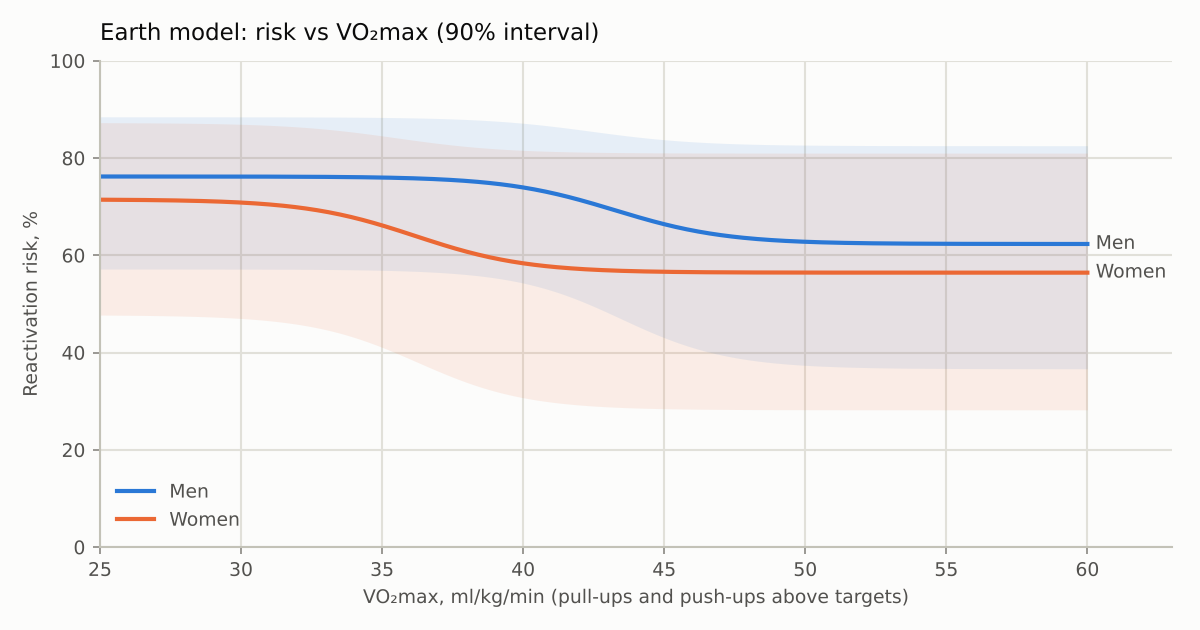 Earth model: risk vs VO₂max (90% interval)
100
80
60
40
20
0
Reactivation risk, %
Men
Women
Men
Women
25 30 35 40 45 50 55 60
VO₂max, ml/kg/min (pull-ups and push-ups above targets)